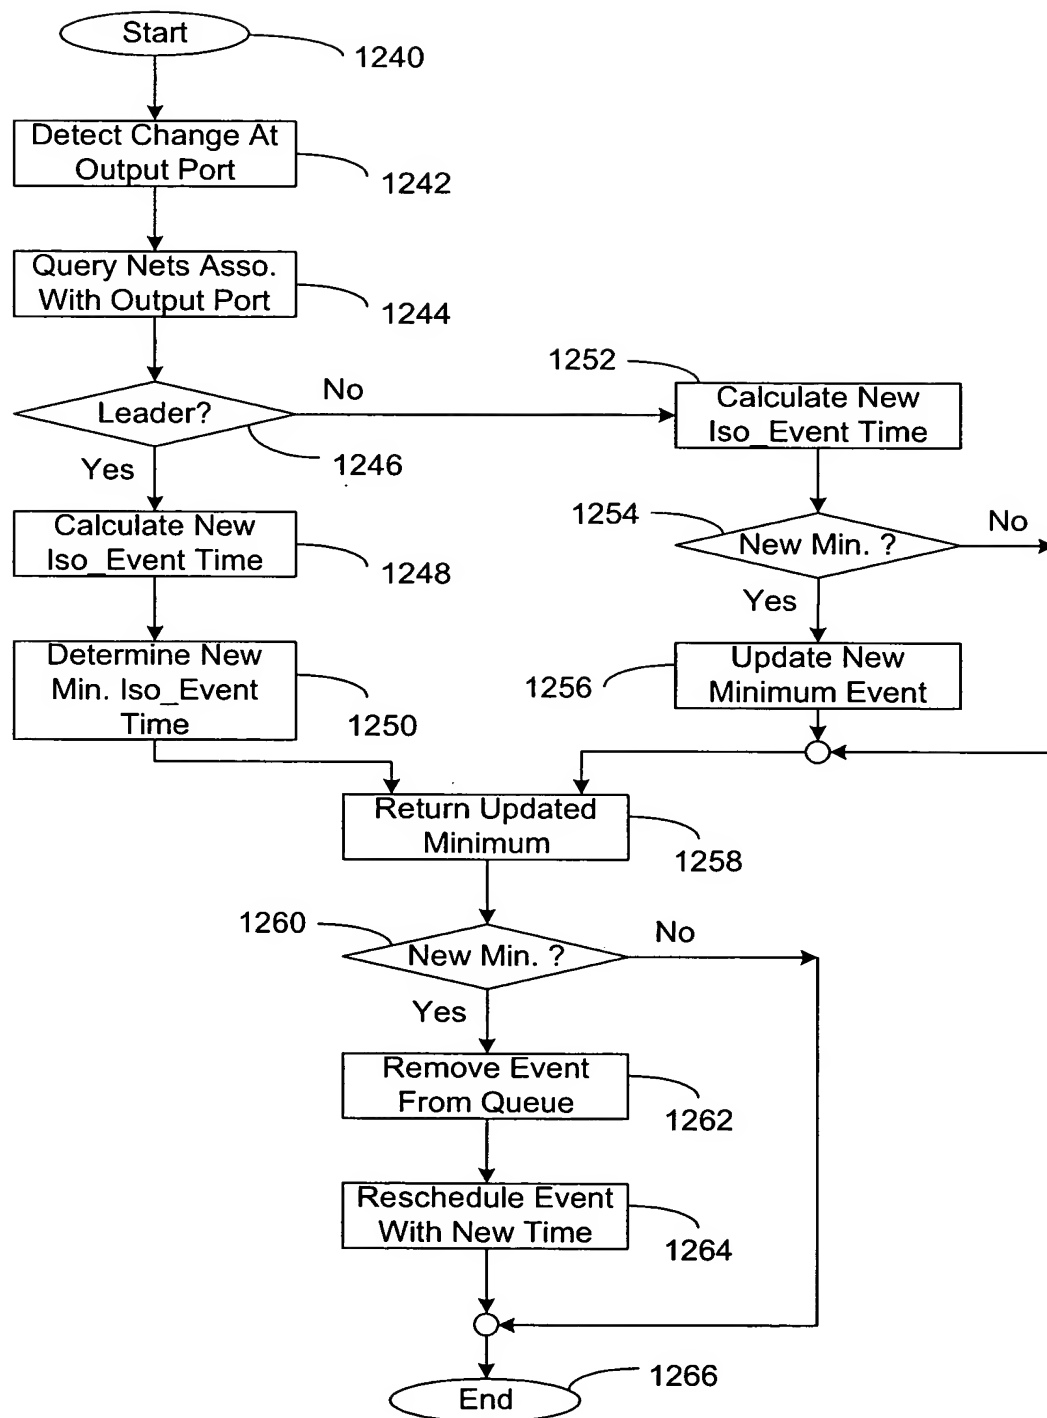 Start
1240
Detect Change At
Output Port
1242
Query Nets Asso.
With Output Port
1244
Leader?
No
1246
Yes
1252
Calculate New
Iso_Event Time
Calculate New
Iso_Event Time
1248
1254
New Min. ?
No
Yes
Determine New
Min. Iso_Event
Time
1250
Update New
Minimum Event
1256
Return Updated
Minimum
1258
1260
New Min. ?
No
Yes
Remove Event
From Queue
1262
Reschedule Event
With New Time
1264
End
1266